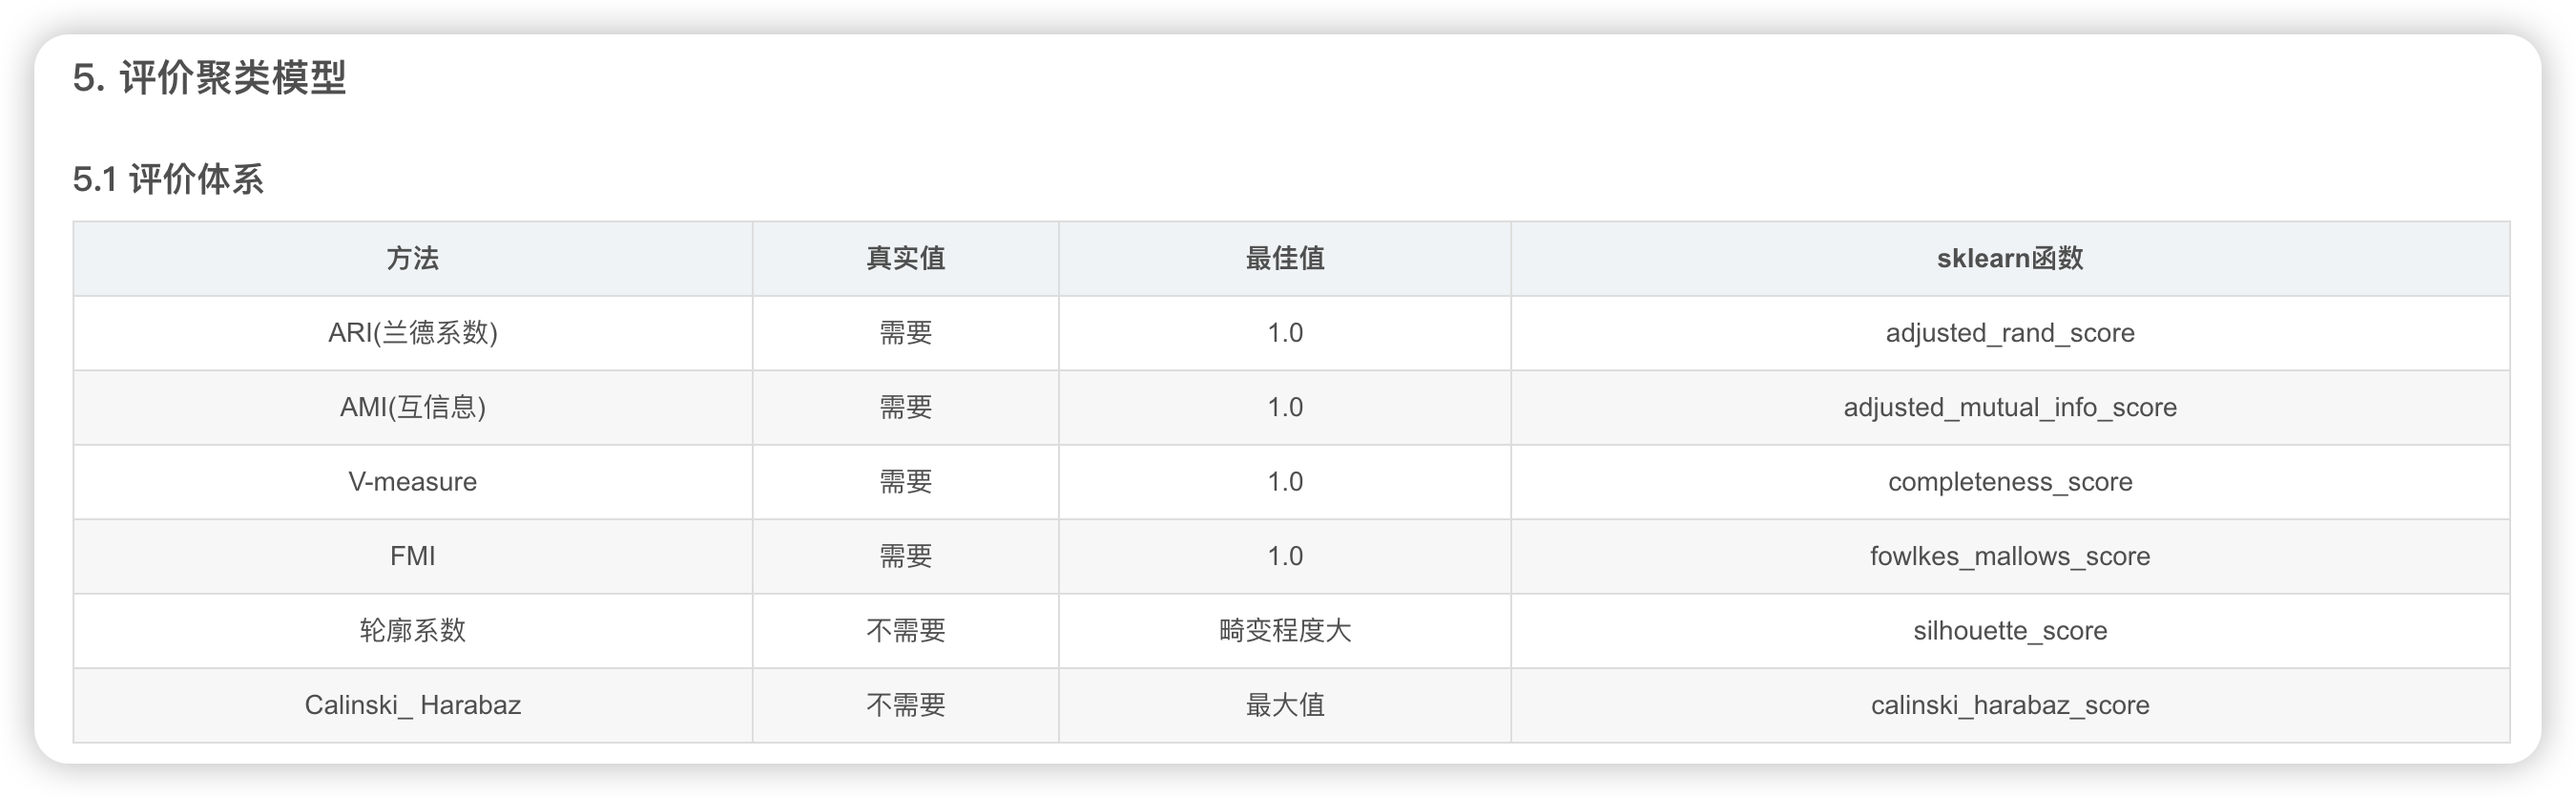 5. 评价聚类模型
5.1 评价体系
方法 真实值 最佳值 sklearn函数
ARI(兰德系数) 需要 1.0 adjusted_rand_score
AMI(互信息) 需要 1.0 adjusted_mutual_info_score
V-measure 需要 1.0 completeness_score
FMI 需要 1.0 fowlkes_mallows_score
轮廓系数 不需要 畸变程度大 silhouette_score
Calinski_ Harabaz 不需要 最大值 calinski_harabaz_score